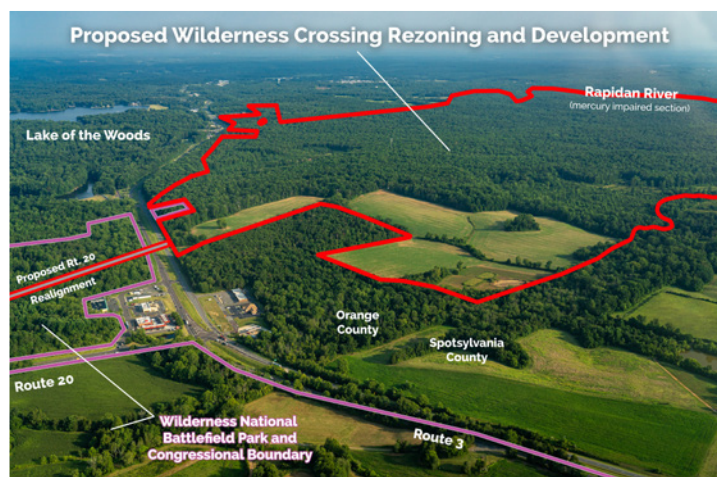 Proposed Wilderness Crossing Rezoning and Development
Rapidan River
(mercury impaired section)
Lake of the Woods
Proposed Rt. 20
Realignment
Orange
County
Spotsylvania
County
Route 20
Wilderness National
Battlefield Park and
Congressional Boundary
Route 3